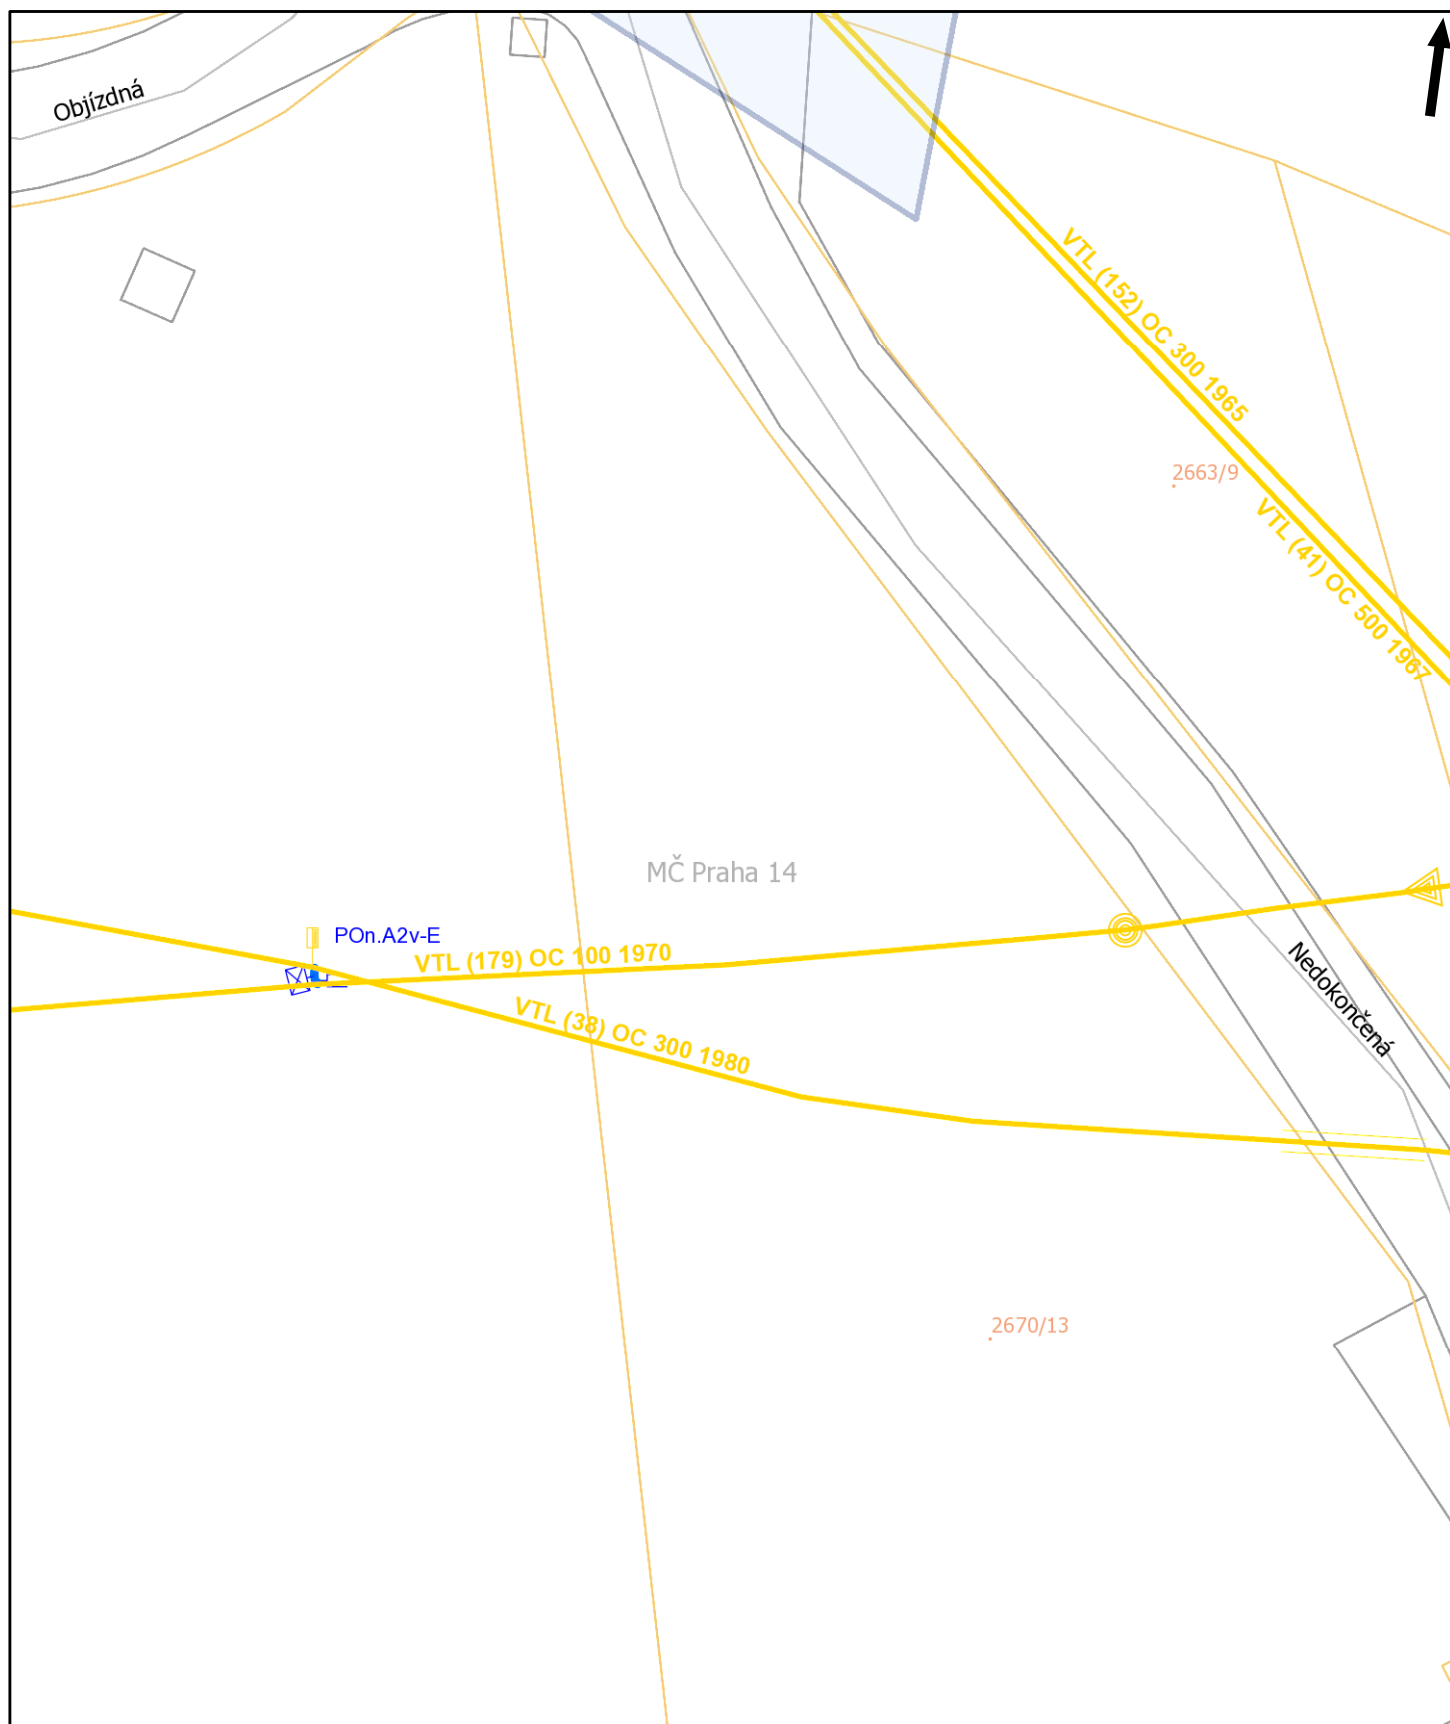 Objízdná
VTL (152) OC 300 1965
2663/9
VTL (41) OC 500 1967
MČ Praha 14
POn.A2v-E
VTL (179) OC 100 1970
Nedokončená
VTL (38) OC 300 1980
2670/13